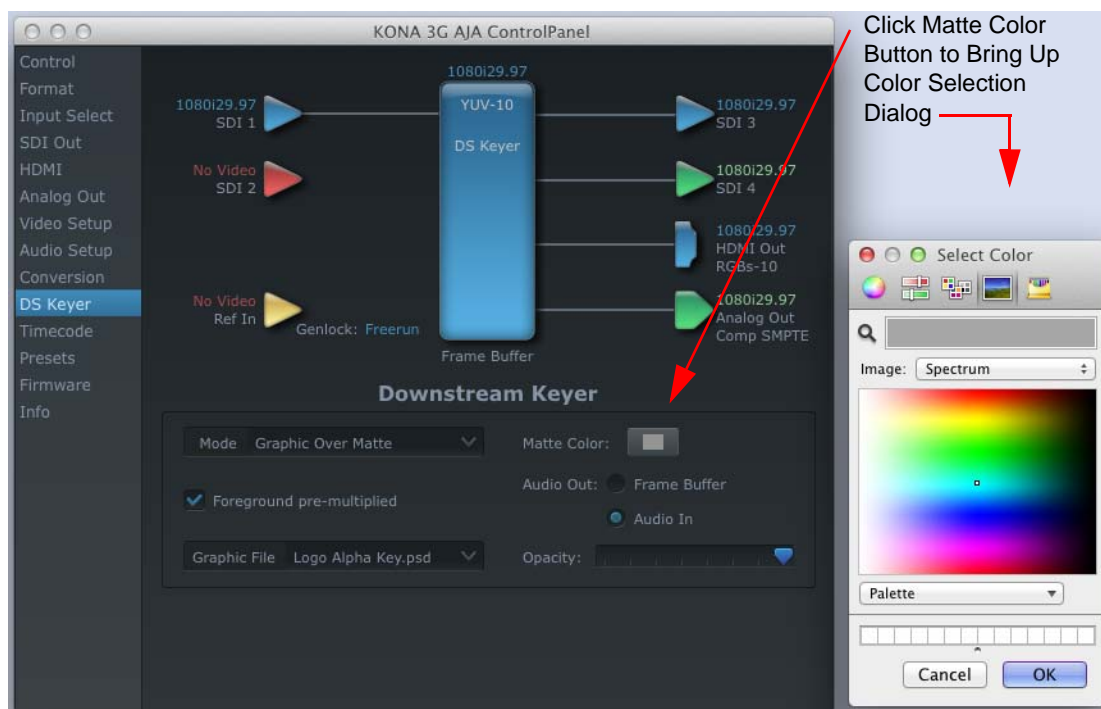 KONA 3G AJA ControlPanel
Control
Format
Input Select
SDI Out
HDMI
Analog Out
Video Setup
Audio Setup
Conversion
DS Keyer
Timecode
Presets
Firmware
Info
1080i29.97
YUV-10
DS Keyer
Frame Buffer
1080i29.97
SDI 1
No Video
SDI 2
No Video
Ref In
Genlock: Freerun
1080i29.97
SDI 3
1080i29.97
SDI 4
1080i29.97
HDMI Out
RGBs-10
1080i29.97
Analog Out
Comp SMPTE
Downstream Keyer
Mode Graphic Over Matte
Foreground pre-multiplied
Graphic File Logo Alpha Key.psd
Matte Color:
Audio Out: Frame Buffer
Audio In
Opacity:
Click Matte Color
Button to Bring Up
Color Selection
Dialog
Select Color
Image: Spectrum
Palette
Cancel OK